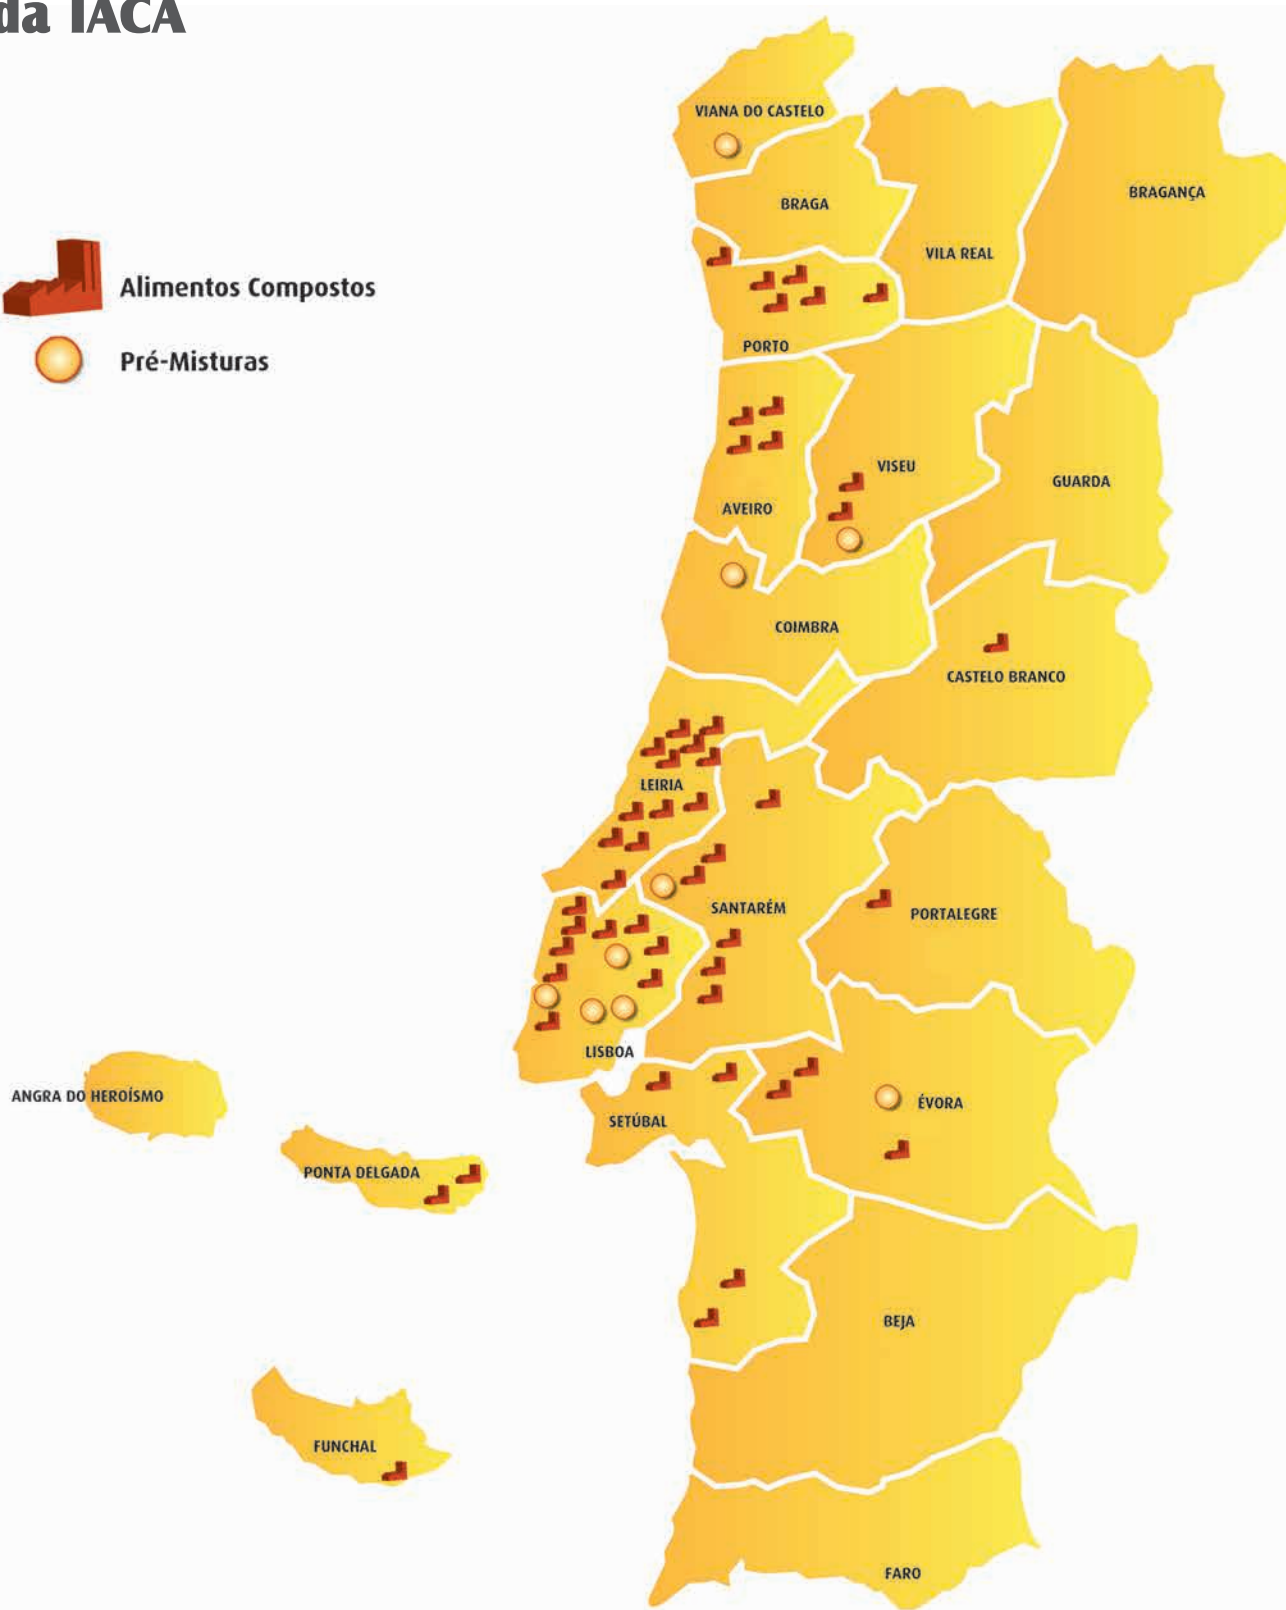 da IACA
VIANA DO CASTELO
BRAGANÇA
BRAGA
VILA REAL
Alimentos Compostos
PORTO
Pré-Misturas
VISEU
GUARDA
AVEIRO
COIMBRA
CASTELO BRANCO
LEIRIA
SANTARÉM
PORTALEGRE
LISBOA
ANGRA DO HEROÍSMO
ÉVORA
SETÚBAL
PONTA DELGADA
BEJA
FUNCHAL
FARO